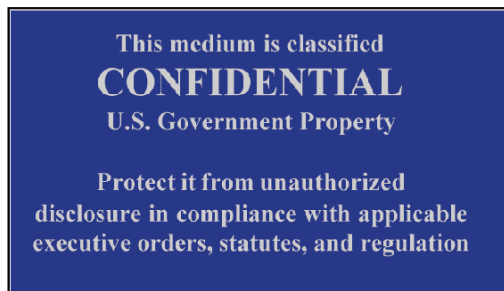 This medium is classified
CONFIDENTIAL
U.S. Government Property
Protect it from unauthorized
disclosure in compliance with applicable
executive orders, statutes, and regulation